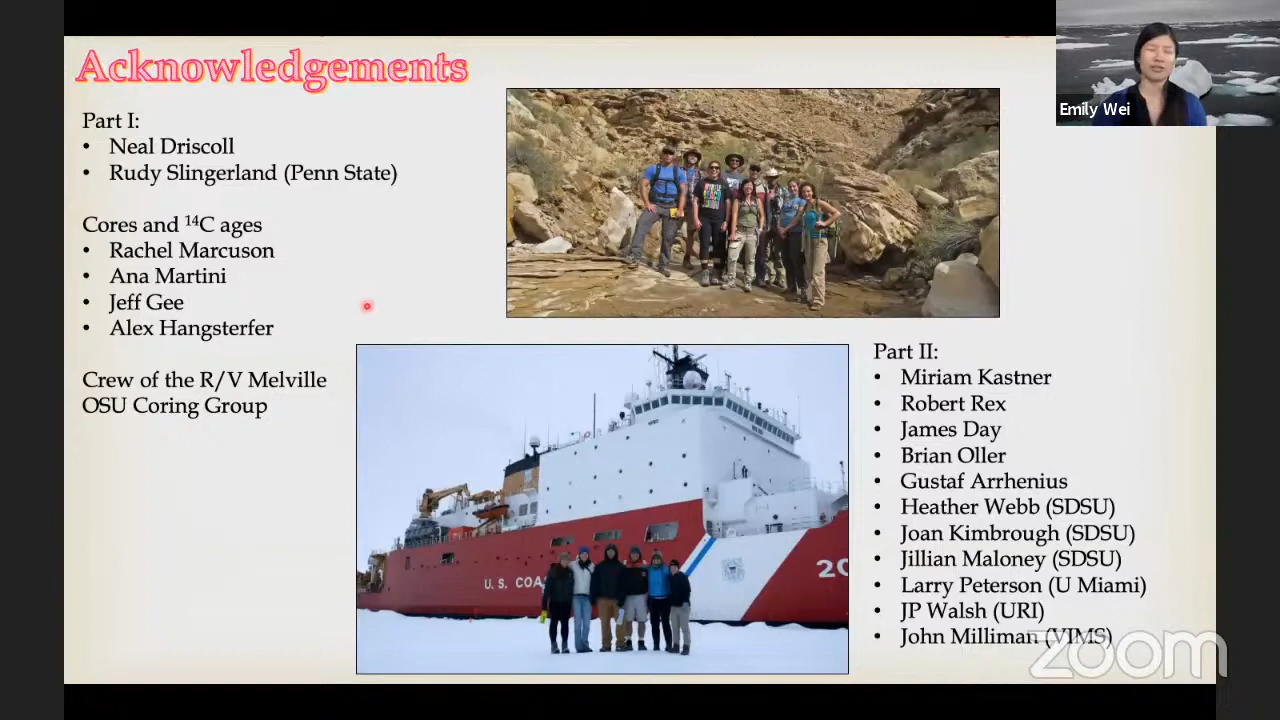 Acknowledgements
Part I:
• Neal Driscoll
• Rudy Slingerland (Penn State)
Cores and ¹⁴C ages
• Rachel Marcuson
• Ana Martini
• Jeff Gee
• Alex Hangsterfer
Crew of the R/V Melville
OSU Coring Group
Emily Wei
U.S. COA
20
Part II:
• Miriam Kastner
• Robert Rex
• James Day
• Brian Oller
• Gustaf Arrhenius
• Heather Webb (SDSU)
• Joan Kimbrough (SDSU)
• Jillian Maloney (SDSU)
• Larry Peterson (U Miami)
• JP Walsh (URI)
• John Milliman (VIMS)
zoom